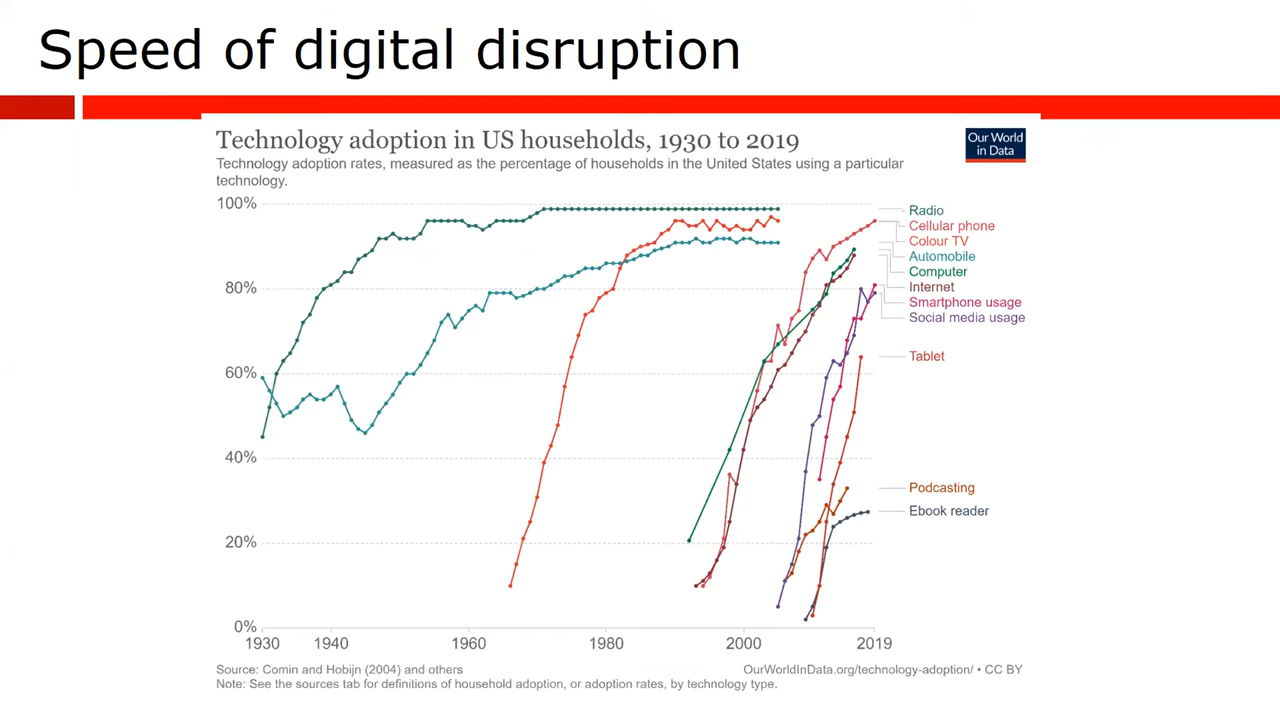 Speed of digital disruption
Technology adoption in US households, 1930 to 2019
Our World
in Data
Technology adoption rates, measured as the percentage of households in the United States using a particular
technology.
100%
80%
60%
40%
20%
0%
1930
1940
1960
1980
2000
2019
Radio
Cellular phone
Colour TV
Automobile
Computer
Internet
Smartphone usage
Social media usage
Tablet
Podcasting
Ebook reader
Source: Comin and Hobijn (2004) and others
OurWorldInData.org/technology-adoption/ • CC BY
Note: See the sources tab for definitions of household adoption, or adoption rates, by technology type.